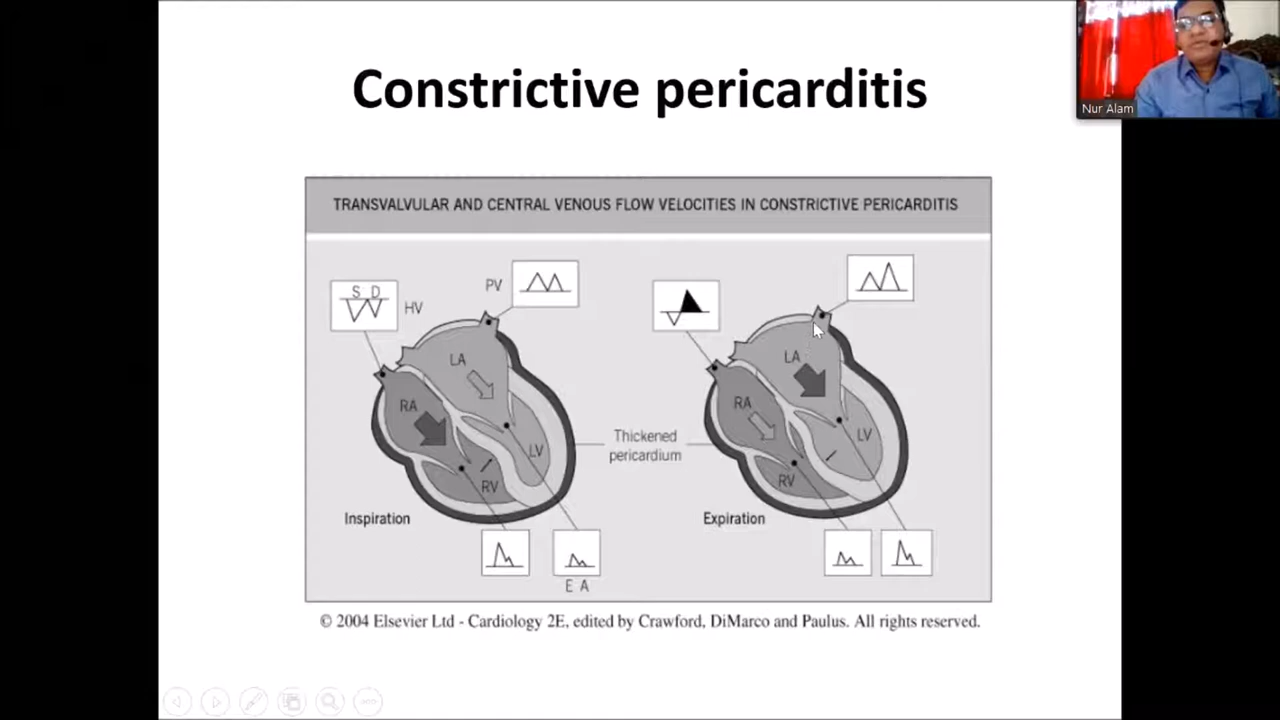 Constrictive pericarditis
Nur Alam
TRANSVALVULAR AND CENTRAL VENOUS FLOW VELOCITIES IN CONSTRICTIVE PERICARDITIS
S D
HV
PV
LA
RA
LV
RV
Inspiration
E A
Thickened
pericardium
LA
RA
LV
RV
Expiration
© 2004 Elsevier Ltd - Cardiology 2E, edited by Crawford, DiMarco and Paulus. All rights reserved.